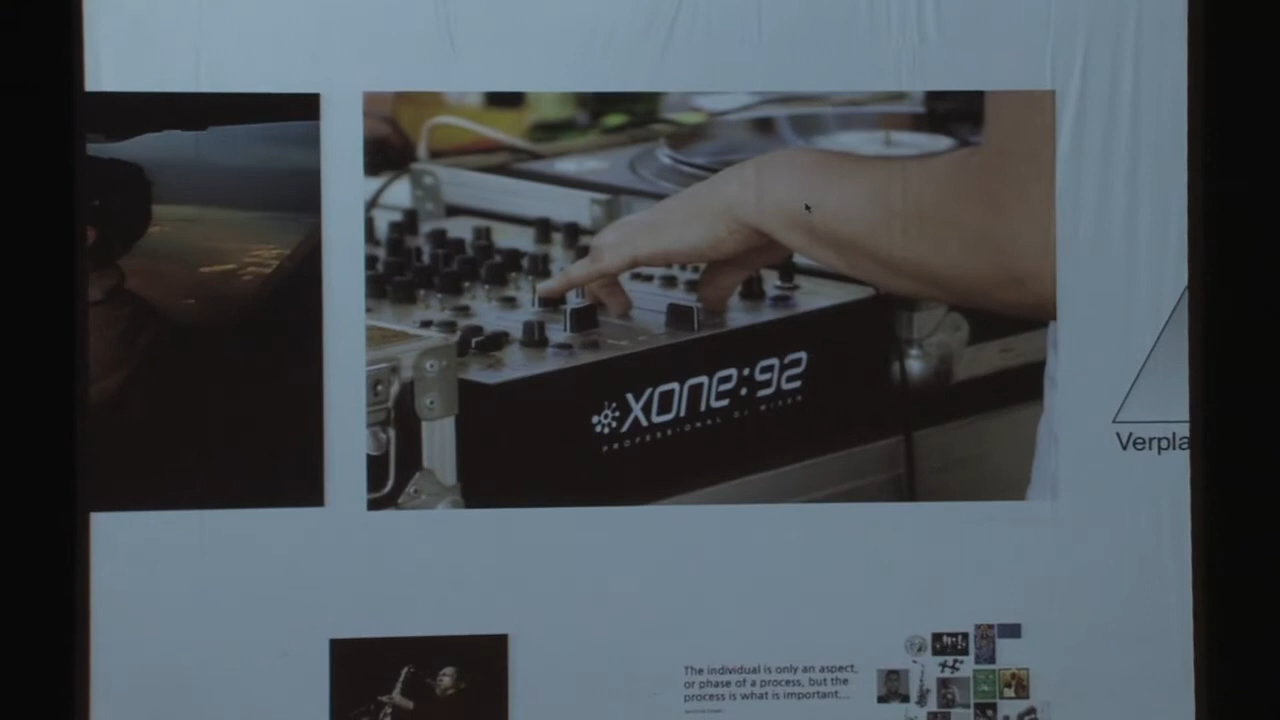 XONE:92
PROFESSIONAL DJ MIXER
Verpla
The individual is only an aspect,
or phase of a process, but the
process is what is important...